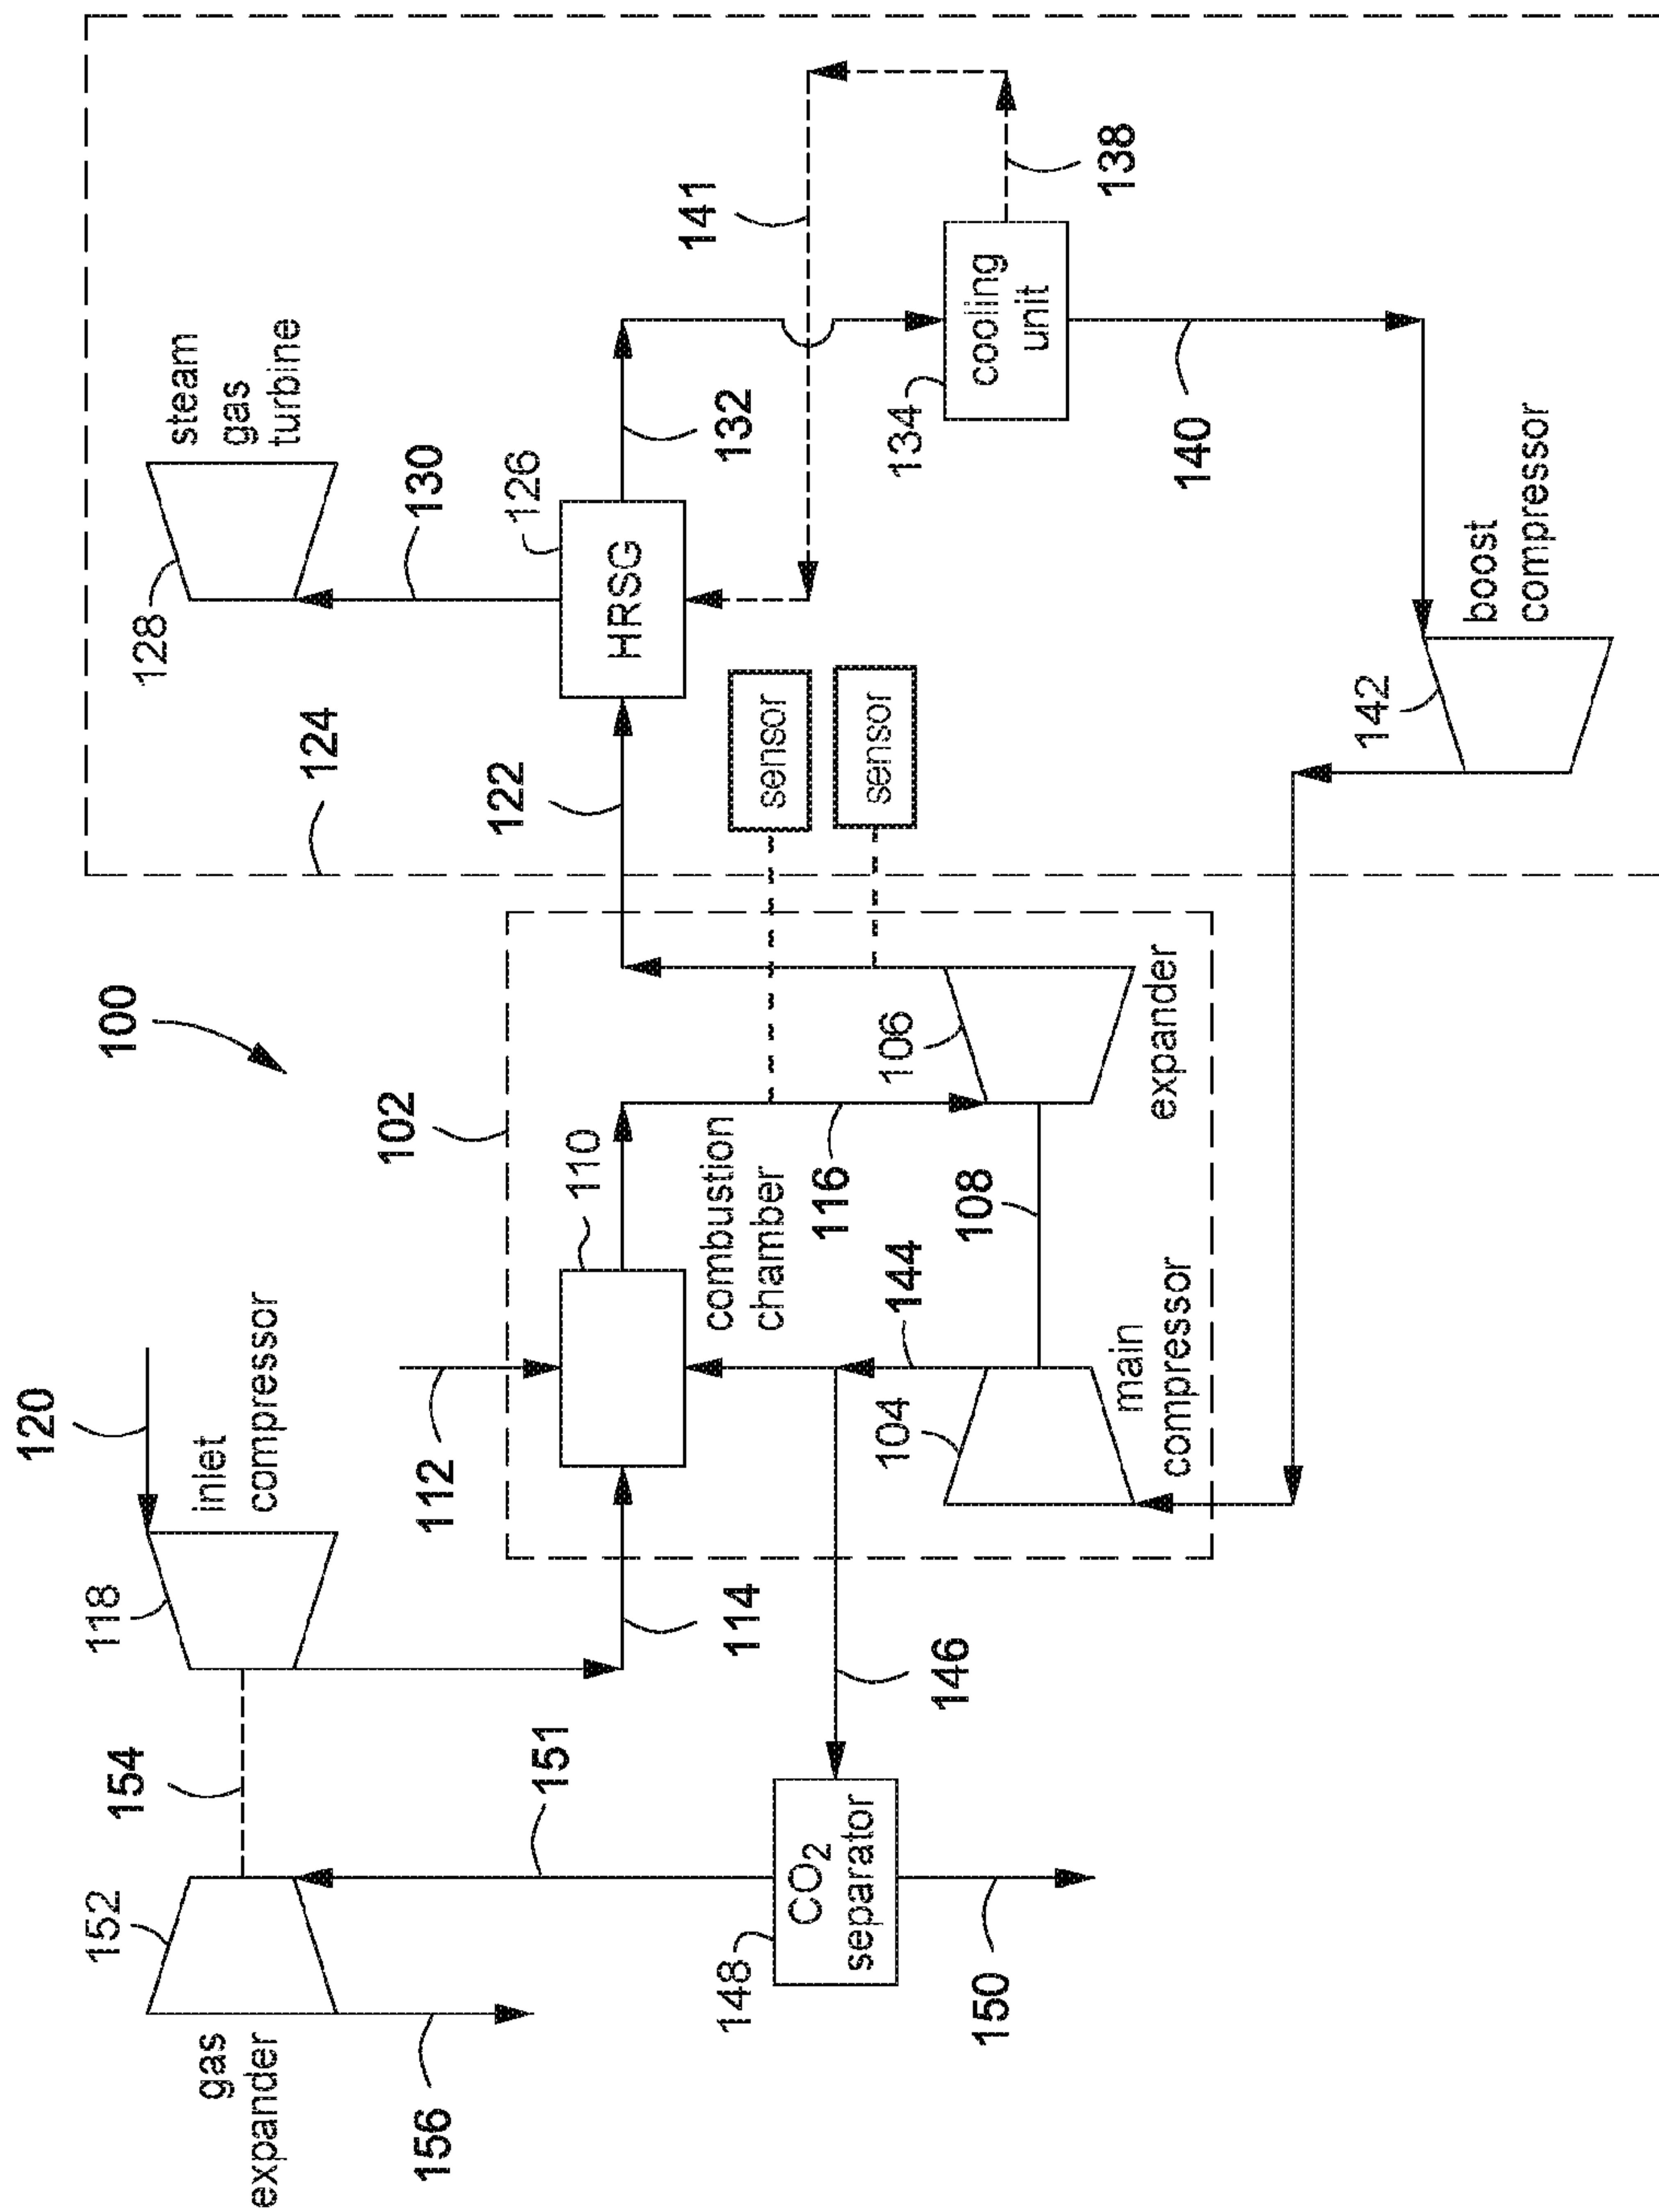 120
152
118
154
100
128
steam
gas
turbine
gas
expander
inlet
compressor
124
102
156
112
130
151
122
126
110
HRSG
114
combustion
chamber
132
141
sensor
148
CO2
separator
116
sensor
134
104
144
106
146
108
cooling
unit
150
main
compressor
expander
138
140
142
boost
compressor